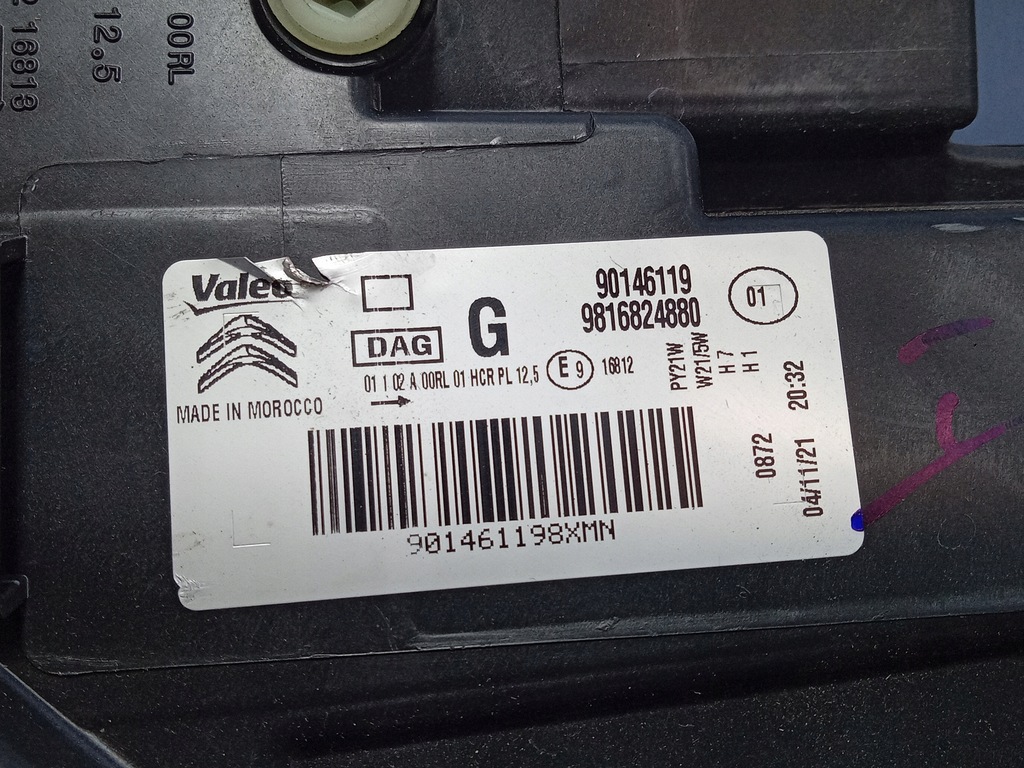 00RL
12.5
16813
Valeo
MADE IN MOROCCO
DAG
G
90146119
9816824880
01
01 1 02 A 00RL 01 HCR PL 12,5
E9
16812
PY21W
W21/5W
H7
H1
0872
04/11/21 20:32
901461198XMN